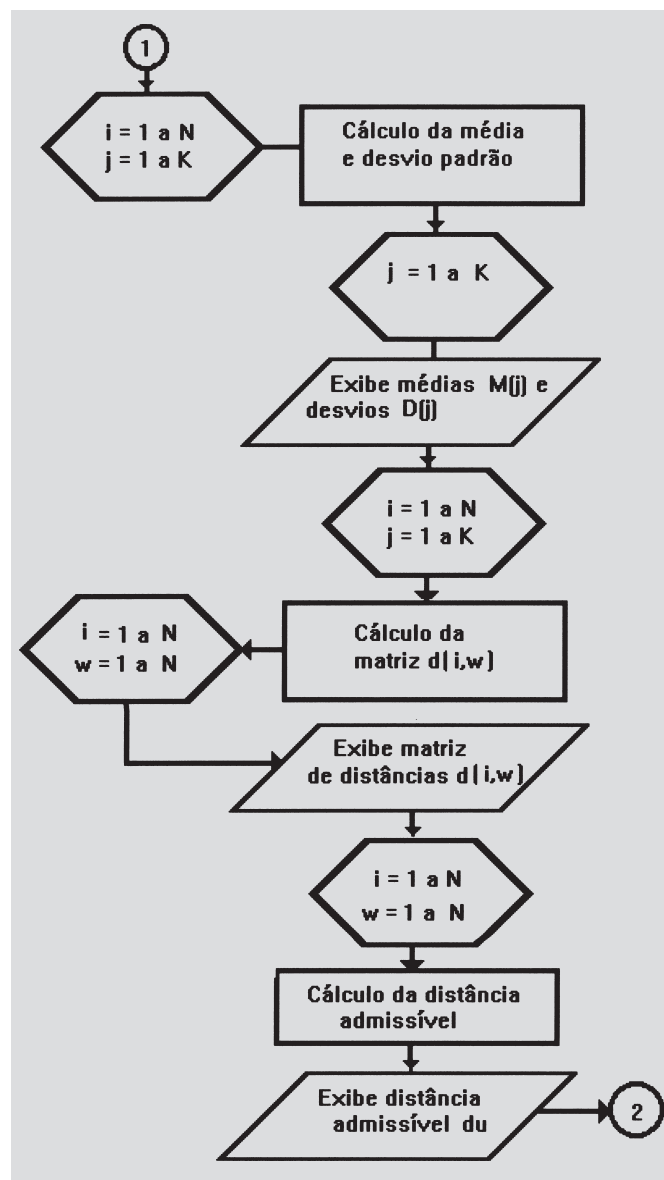 1
i = 1 a N
j = 1 a K
Cálculo da média
e desvio padrão
j = 1 a K
Exibe médias M(j) e
desvios D(j)
i = 1 a N
j = 1 a K
Cálculo da
matriz d( i,w)
i = 1 a N
w = 1 a N
Exibe matriz
de distâncias d( i,w)
i = 1 a N
w = 1 a N
Cálculo da distância
admissível
Exibe distância
admissível du
2